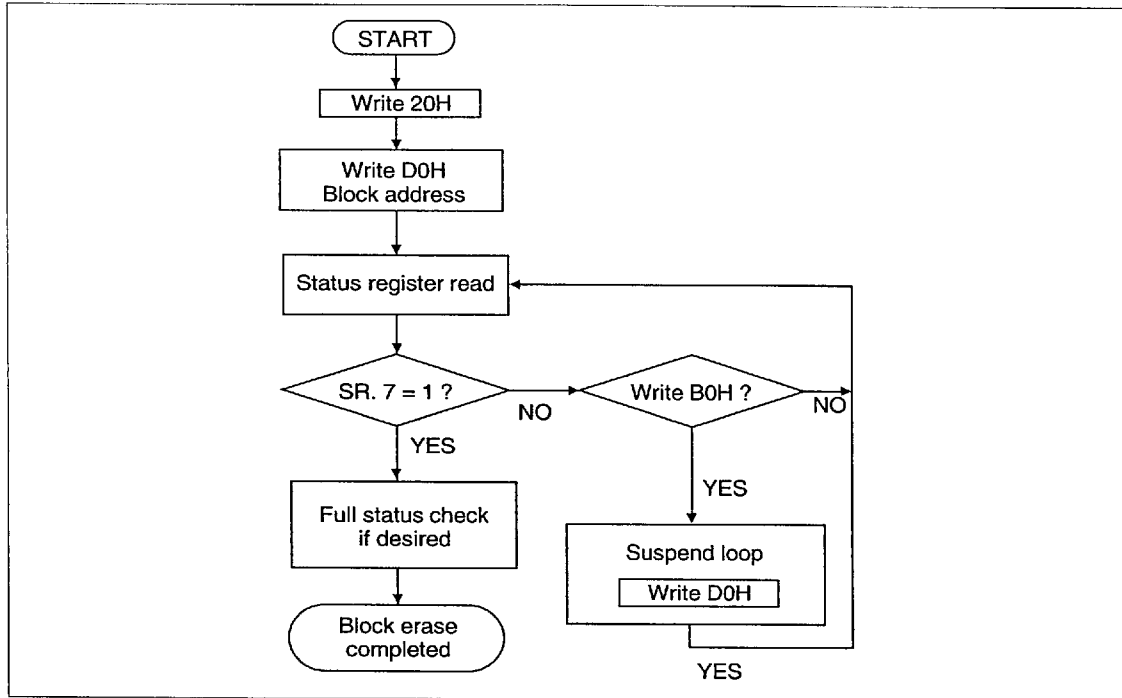 START
Write 20H
Write D0H
Block address
Status register read
SR. 7 = 1 ?
NO
Write B0H ?
NO
YES
YES
Full status check
if desired
Suspend loop
Write D0H
YES
Block erase
completed